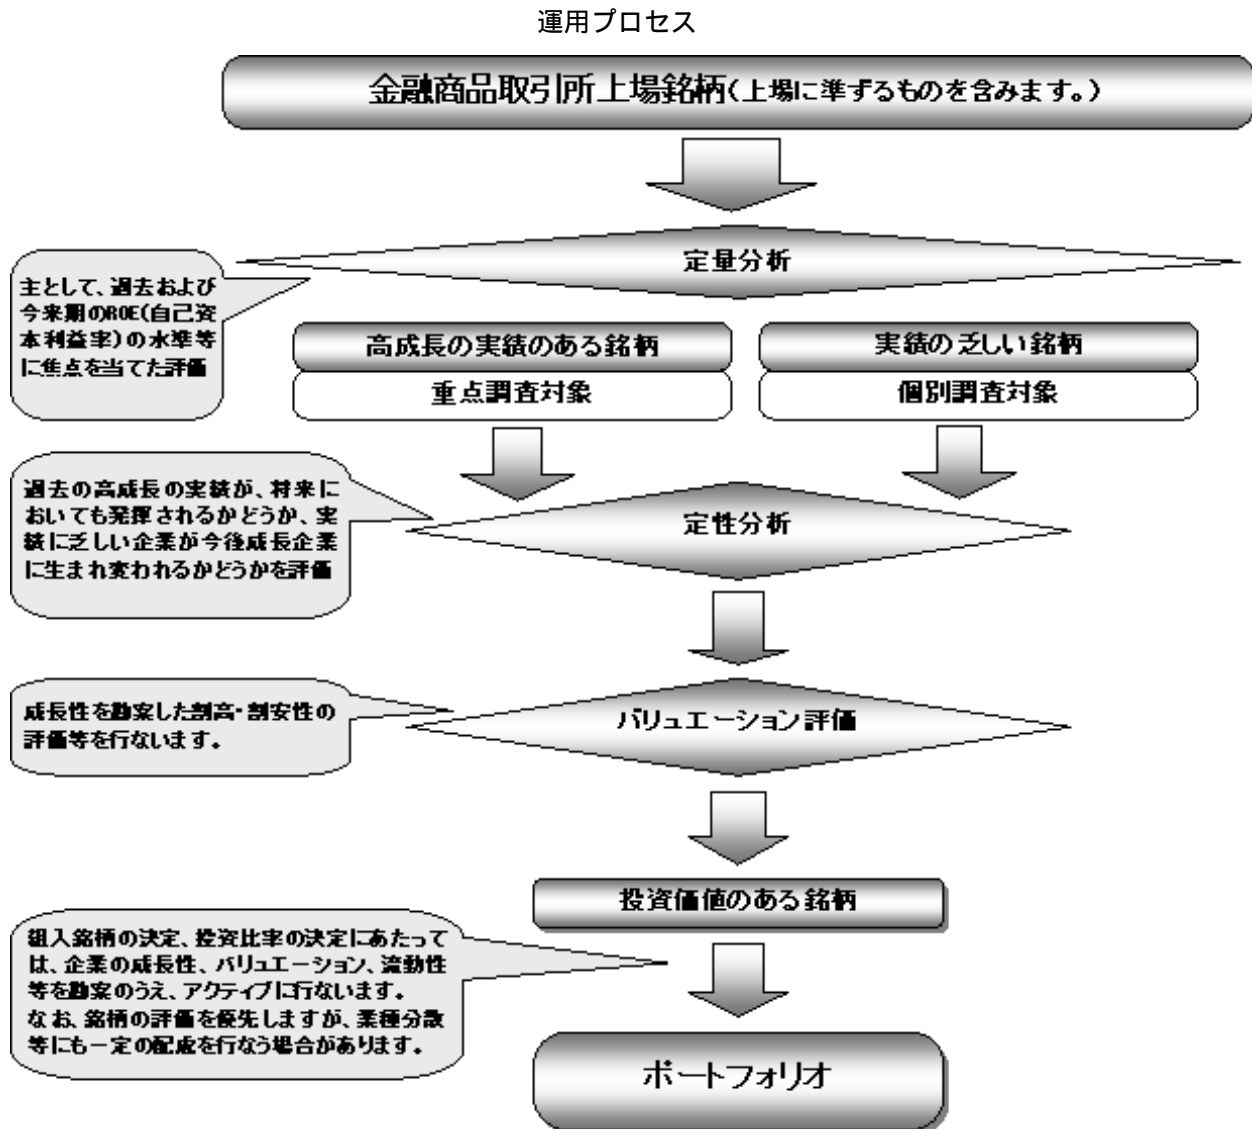 運用プロセス
金融商品取引所上場銘柄(上場に準ずるものを含みます。)
定量分析
主として、過去および
今来期のROE(自己資
本利益率)の水準等
に焦点を当てた評価
高成長の実績のある銘柄
重点調査対象
実績の乏しい銘柄
個別調査対象
過去の高成長の実績が、将来に
おいても発揮されるかどうか、実
績に乏しい企業が今後成長企業
に生まれ変われるかどうかを評価
定性分析
成長性を勘案した割高・割安性の
評価等を行ないます。
バリュエーション評価
投資価値のある銘柄
組入銘柄の決定、投資比率の決定にあたって
は、企業の成長性、バリュエーション、流動性
等を勘案のうえ、アクティブに行ないます。
なお、銘柄の評価を優先しますが、業種分散
等にも一定の配慮を行なう場合があります。
ポートフォリオ